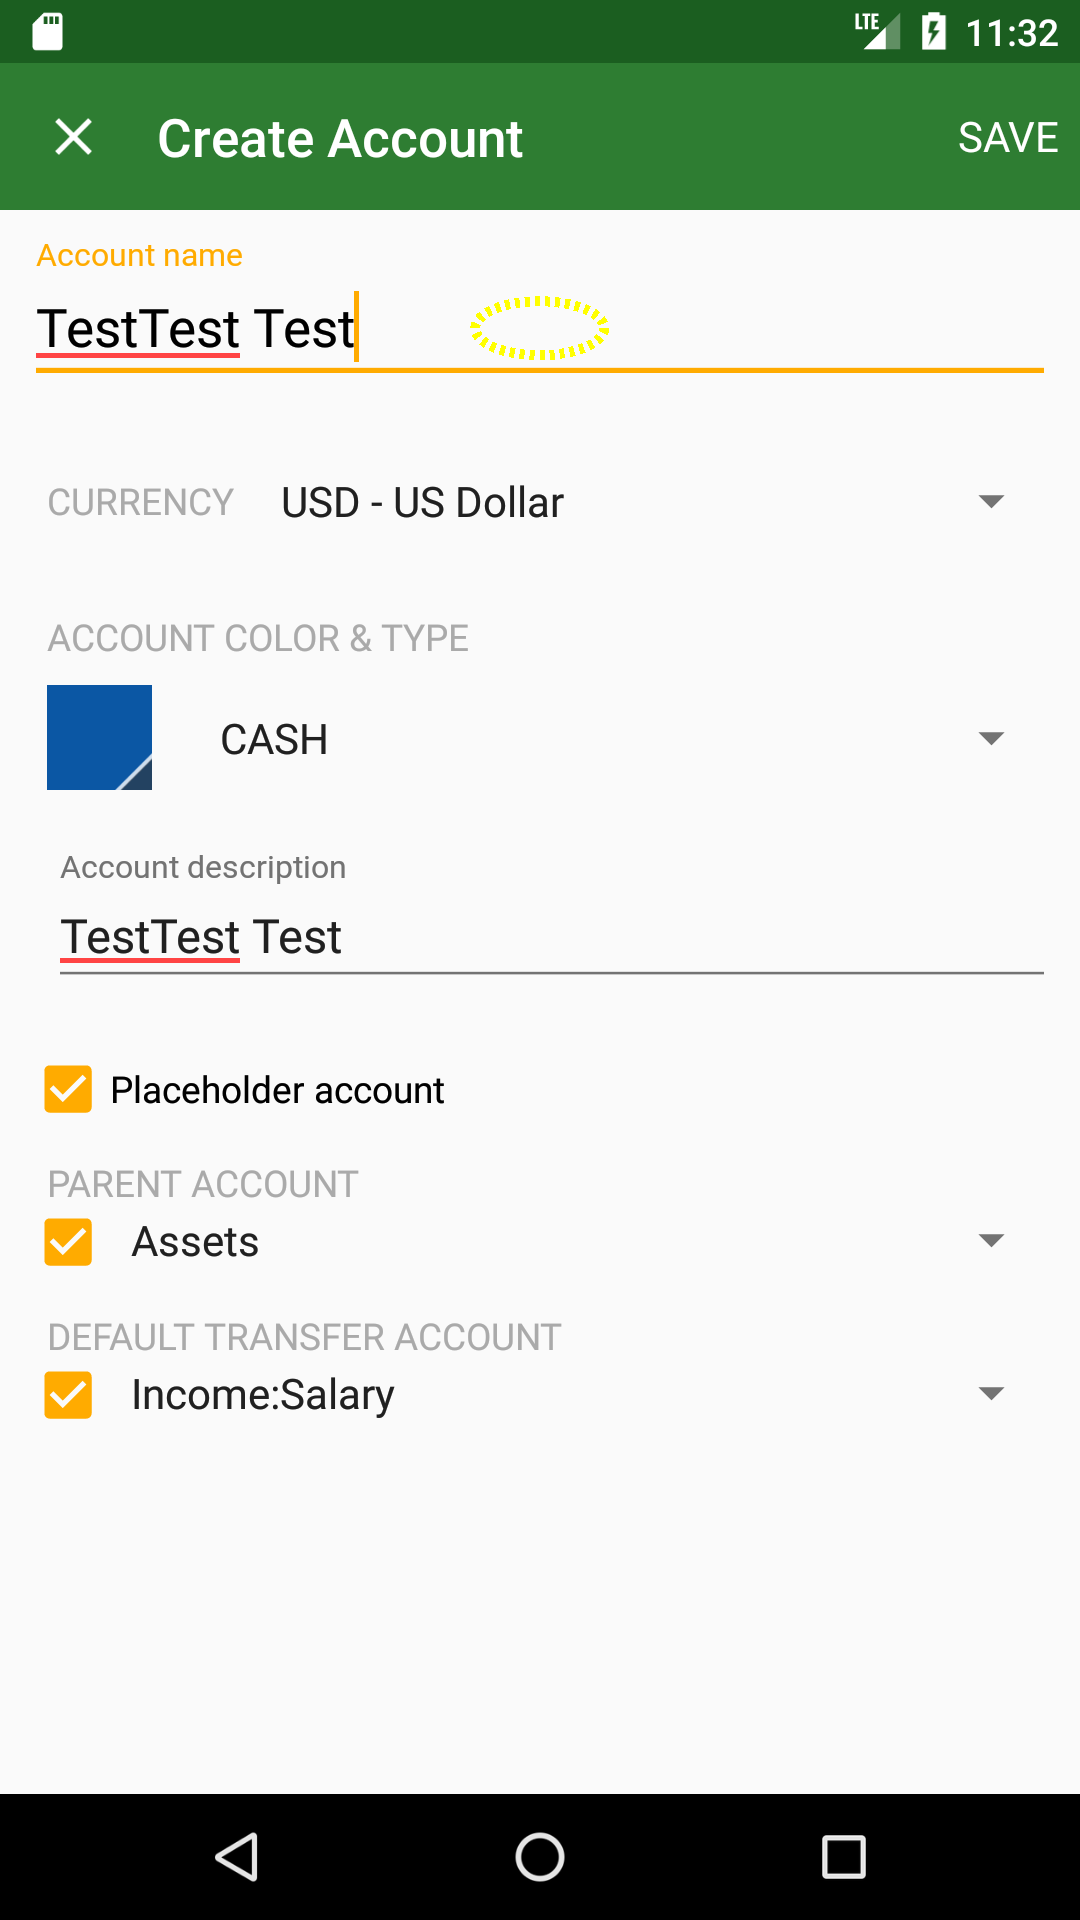 LTE 11:32
Create Account SAVE
Account name
TestTest Test
CURRENCY USD - US Dollar
ACCOUNT COLOR & TYPE
CASH
Account description
TestTest Test
Placeholder account
PARENT ACCOUNT
Assets
DEFAULT TRANSFER ACCOUNT
Income:Salary